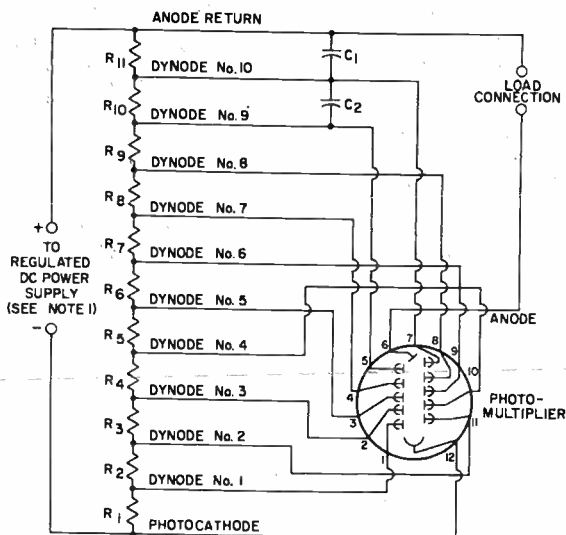 ANODE RETURN
R11
C1
DYNODE No. 10
LOAD
CONNECTION
R10
C2
DYNODE No. 9
R9
DYNODE No. 8
R8
DYNODE No. 7
R7
DYNODE No. 6
+
TO
REGULATED
DC POWER
SUPPLY
(SEE NOTE 1)
-
R6
DYNODE No. 5
ANODE
R5
DYNODE No. 4
6
7
8
9
5
10
4
PHOTO-
MULTIPLIER
R4
DYNODE No. 3
3
11
2
12
1
R3
DYNODE No. 2
R2
DYNODE No. 1
R1
PHOTOCATHODE